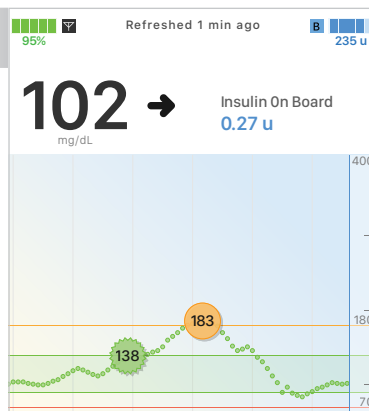 Refreshed 1 min ago
B
95%
235 u
102
mg/dL
Insulin On Board
0.27 u
400
180
183
138
70